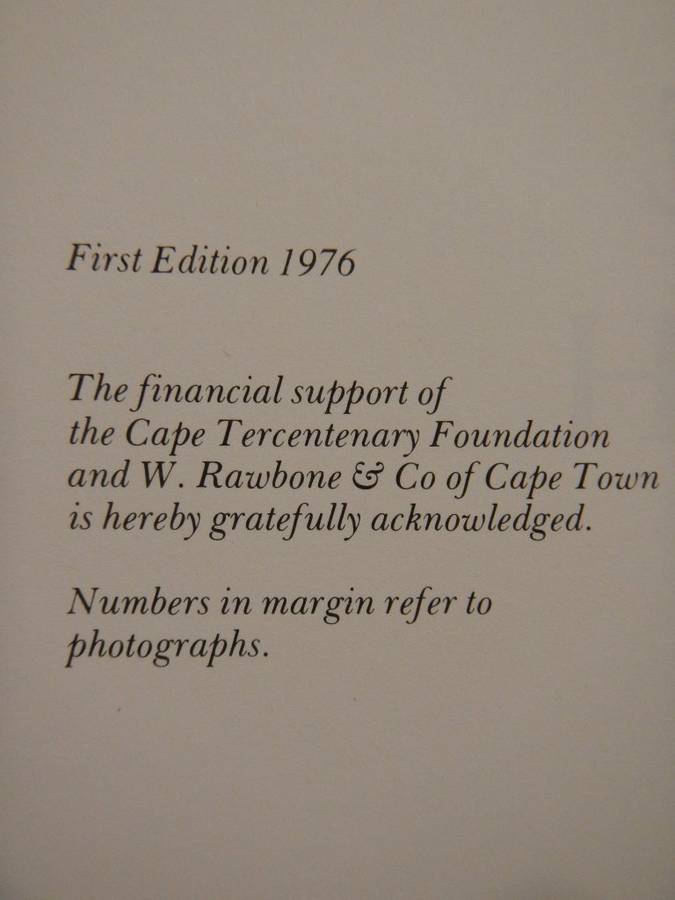 First Edition 1976
The financial support of
the Cape Tercentenary Foundation
and W. Rawbone & Co of Cape Town
is hereby gratefully acknowledged.
Numbers in margin refer to
photographs.